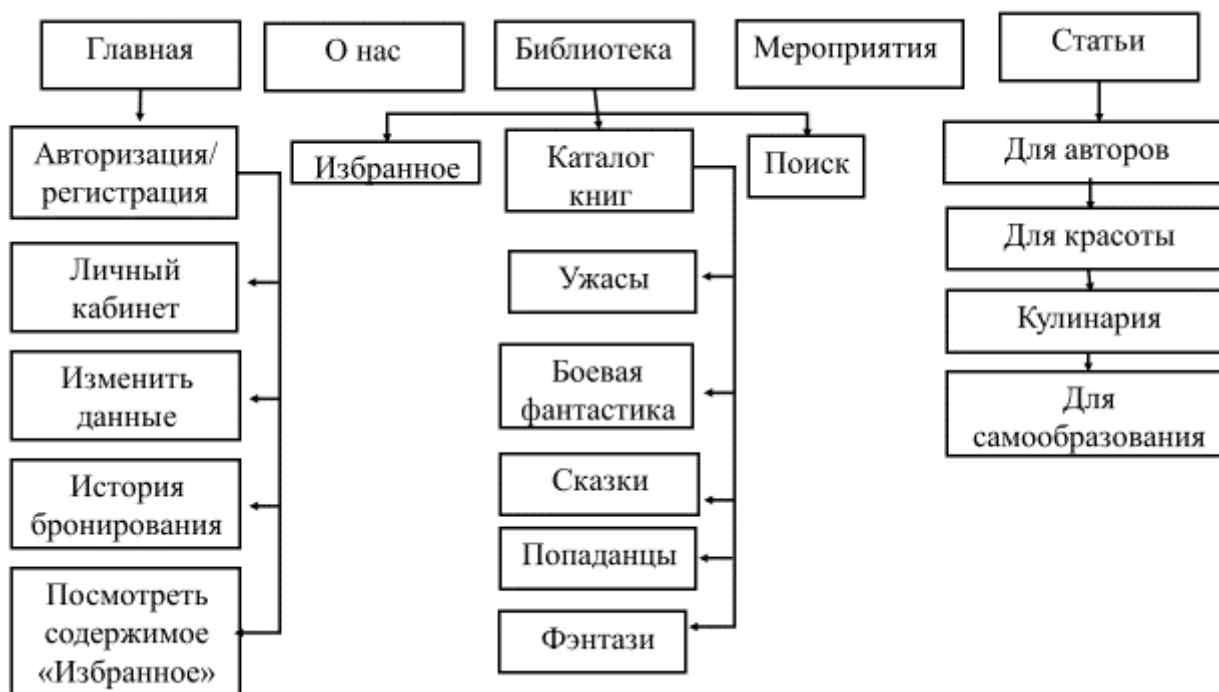 Главная
О нас
Библиотека
Мероприятия
Статьи
Авторизация/
регистрация
Избранное
Каталог
книг
Поиск
Для авторов
Личный
кабинет
Ужасы
Для красоты
Кулинария
Изменить
данные
Боевая
фантастика
Для
самообразования
История
бронирования
Сказки
Попаданцы
Посмотреть
содержимое
«Избранное»
Фэнтази